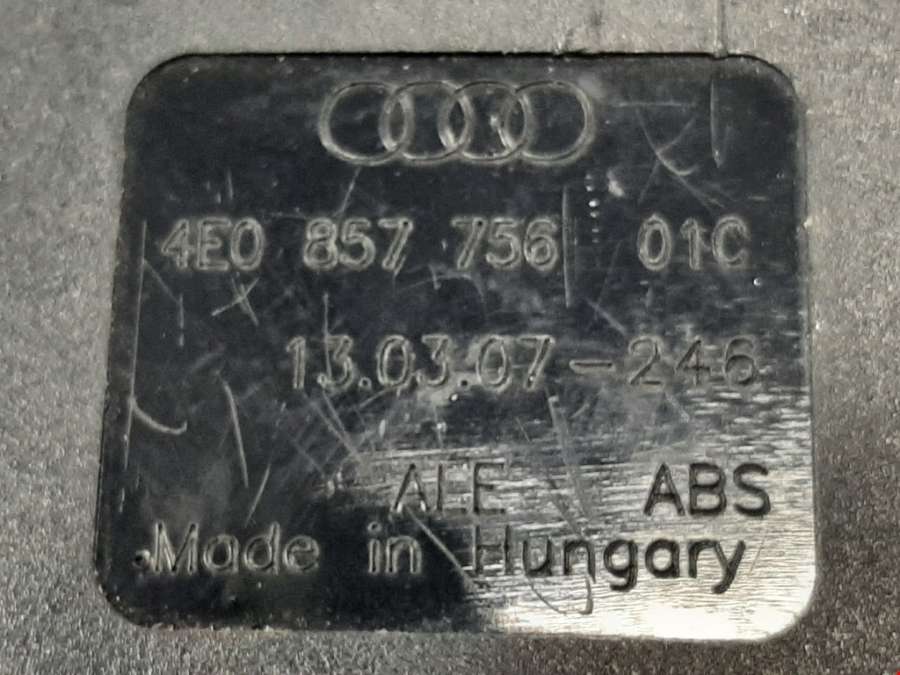 4E0 857 756 01C
13.03.07-246
ALE ABS
Made in Hungary